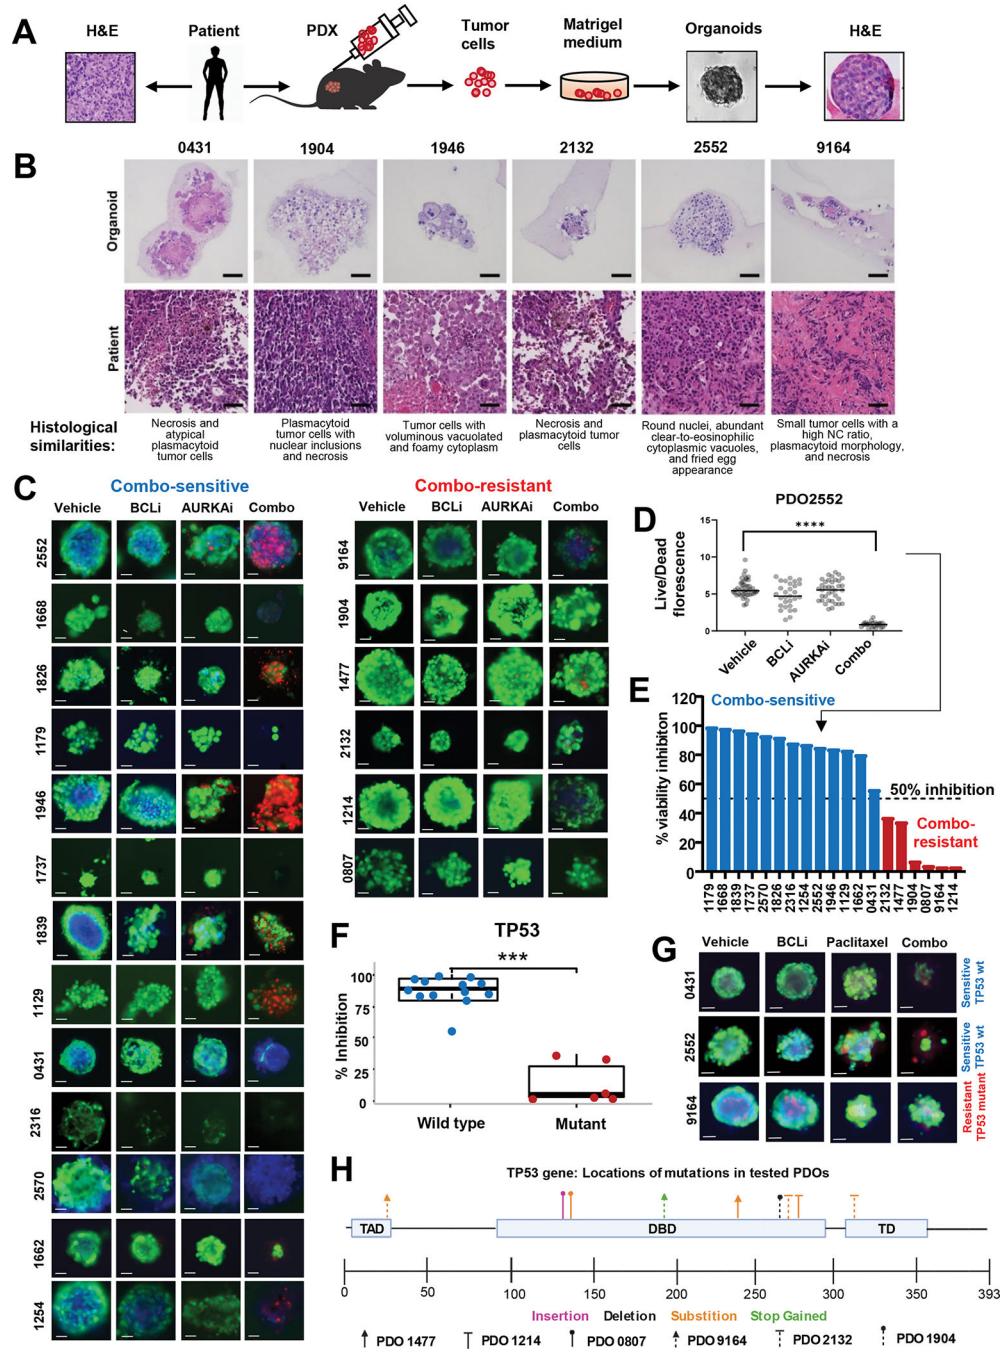 A
H&E
Patient
PDX
Tumor
cells
Matrigel
medium
Organoids
H&E
B
0431
1904
1946
2132
2552
9164
Organoid
Patient
Histological
similarities:
Necrosis and
atypical
plasmacytoid
tumor cells
Plasmacytoid
tumor cells with
nuclear inclusions
and necrosis
Tumor cells with
voluminous vacuolated
and foamy cytoplasm
Necrosis and
plasmacytoid tumor
cells
Round nuclei, abundant
clear-to-eosinophilic
cytoplasmic vacuoles,
and fried egg
appearance
Small tumor cells with a
high NC ratio,
plasmacytoid morphology,
and necrosis
C
Combo-sensitive
Vehicle
BCLi
AURKAi
Combo
2552
1668
1826
1179
1946
1737
1839
1129
0431
2316
2570
1662
1254
Combo-resistant
Vehicle
BCLi
AURKAi
Combo
9164
1904
1477
2132
1214
0807
D
PDO2552
Live/Dead
florescence
15
10
5
0
****
Vehicle
BCLi
AURKAi
Combo
E
% viability inhibiton
120
100
80
60
40
20
0
Combo-sensitive
50% inhibition
Combo-
resistant
1179
1668
1839
1737
2570
1826
2316
1254
2552
1946
1129
1662
0431
2132
1477
1904
0807
9164
1214
F
TP53
***
% Inhibition
100
75
50
25
0
Wild type
Mutant
G
Vehicle
BCLi
Paclitaxel
Combo
0431
2552
9164
Sensitive
TP53 wt
Sensitive
TP53 wt
Resistant
TP53 mutant
H
TP53 gene: Locations of mutations in tested PDOs
TAD
DBD
TD
0
50
100
150
200
250
300
350
393
Insertion
Deletion
Substition
Stop Gained
PDO 1477
PDO 1214
PDO 0807
PDO 9164
PDO 2132
PDO 1904